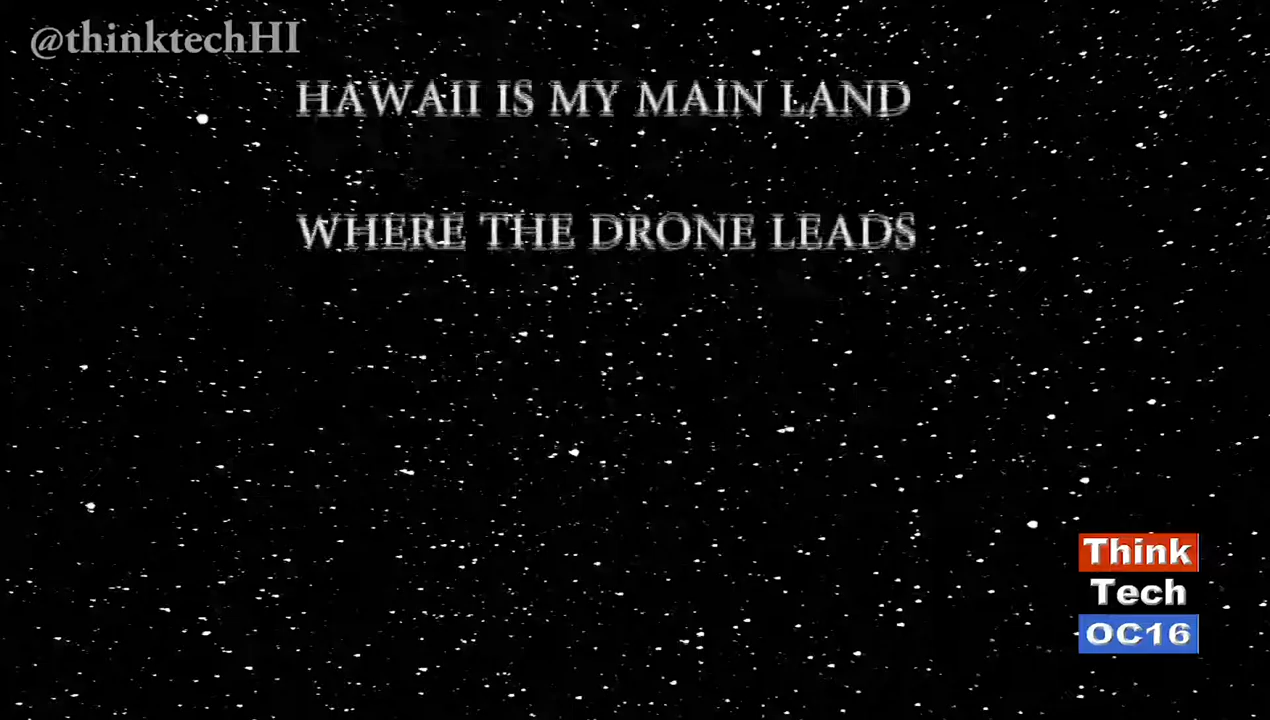 @thinktechHI
HAWAII IS MY MAIN LAND
WHERE THE DRONE LEADS
Think
Tech
OC16